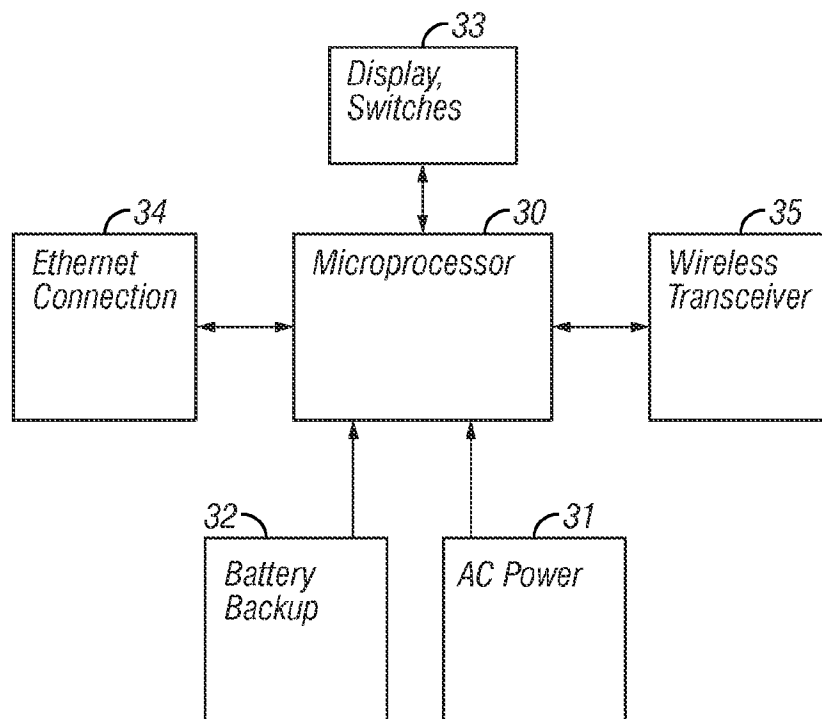 33
Display,
Switches
34
Ethernet
Connection
30
Microprocessor
35
Wireless
Transceiver
32
Battery
Backup
31
AC Power